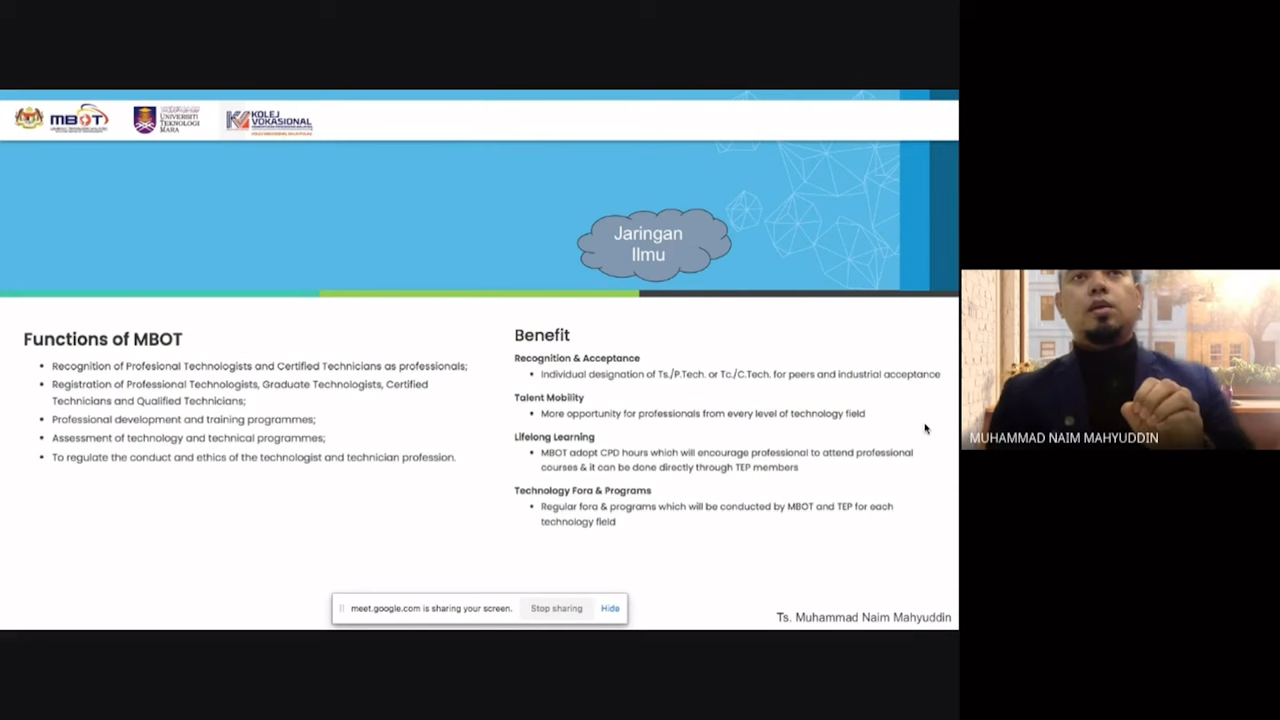 MBOT
UNIVERSITI
TEKNOLOGI
MARA
KOLEJ
VOKASIONAL
Jaringan
Ilmu
Functions of MBOT
• Recognition of Profesional Technologists and Certified Technicians as professionals;
• Registration of Professional Technologists, Graduate Technologists, Certified
Technicians and Qualified Technicians;
• Professional development and training programmes;
• Assessment of technology and technical programmes;
• To regulate the conduct and ethics of the technologist and technician profession.
Benefit
Recognition & Acceptance
• Individual designation of Ts./P.Tech. or Tc./C.Tech. for peers and industrial acceptance
Talent Mobility
• More opportunity for professionals from every level of technology field
Lifelong Learning
• MBOT adopt CPD hours which will encourage professional to attend professional
courses & it can be done directly through TEP members
Technology Fora & Programs
• Regular fora & programs which will be conducted by MBOT and TEP for each
technology field
meet.google.com is sharing your screen.
Stop sharing
Hide
Ts. Muhammad Naim Mahyuddin
MUHAMMAD NAIM MAHYUDDIN